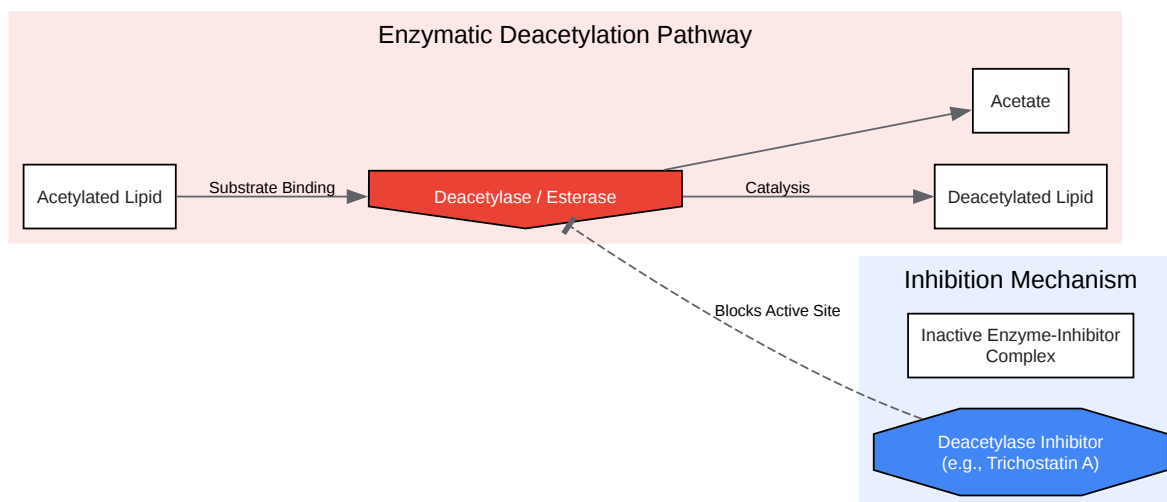 Enzymatic Deacetylation Pathway
Acetate
Acetylated Lipid
Substrate Binding
Deacetylase / Esterase
Catalysis
Deacetylated Lipid
Inhibition Mechanism
Blocks Active Site
Inactive Enzyme-Inhibitor
Complex
Deacetylase Inhibitor
(e.g., Trichostatin A)